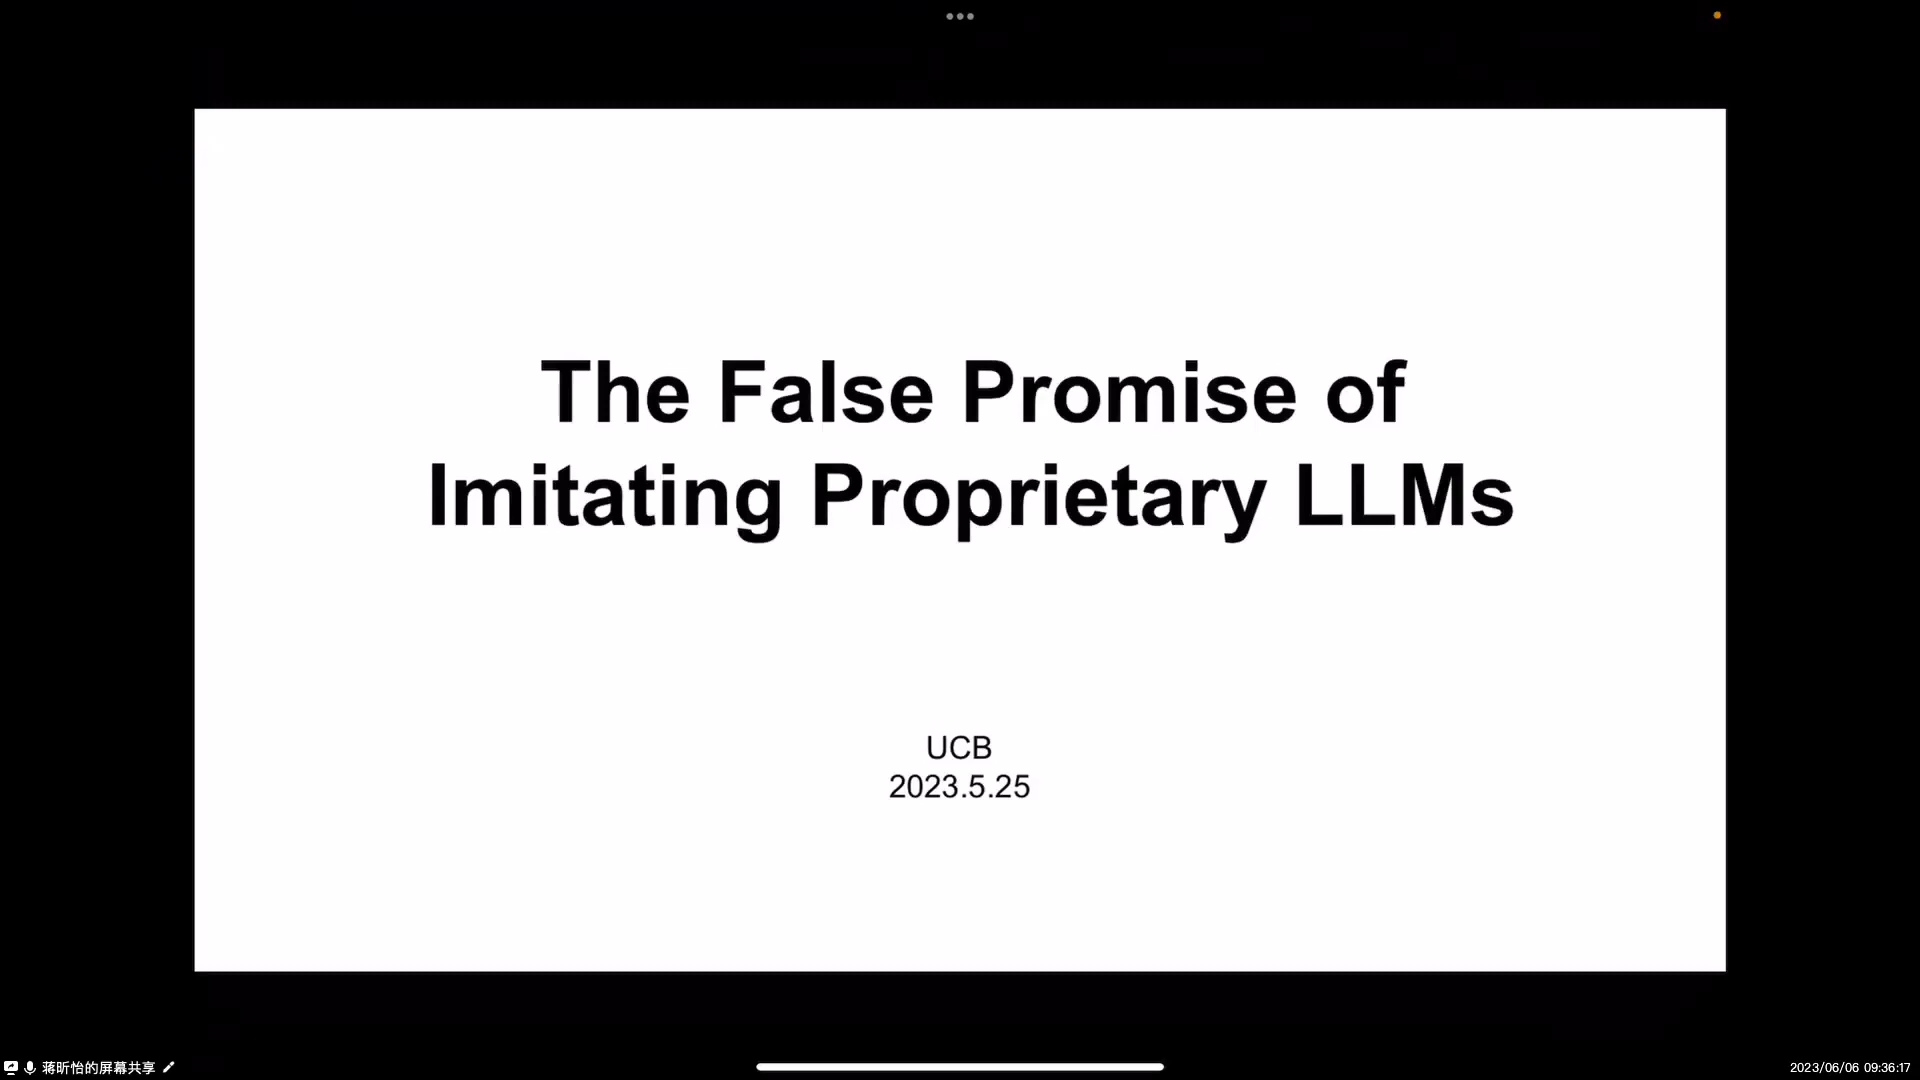 The False Promise of
Imitating Proprietary LLMs
UCB
2023.5.25
蒋昕怡的屏幕共享
2023/06/06 09:36:17